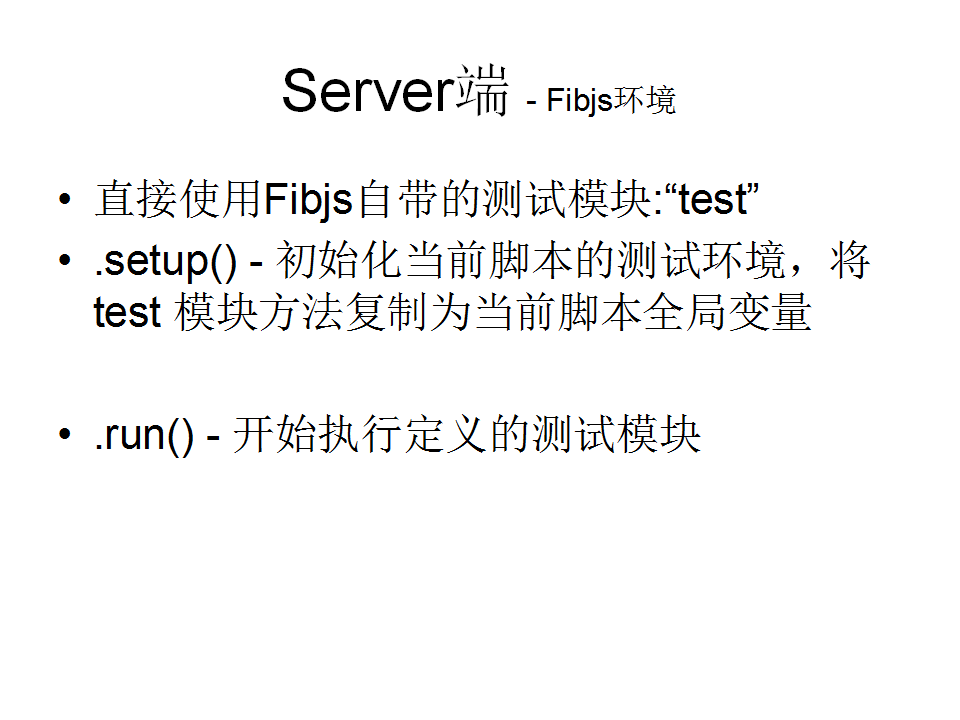 Server端 - Fibjs环境
• 直接使用Fibjs自带的测试模块:“test”
• .setup() - 初始化当前脚本的测试环境，将
test 模块方法复制为当前脚本全局变量
• .run() - 开始执行定义的测试模块